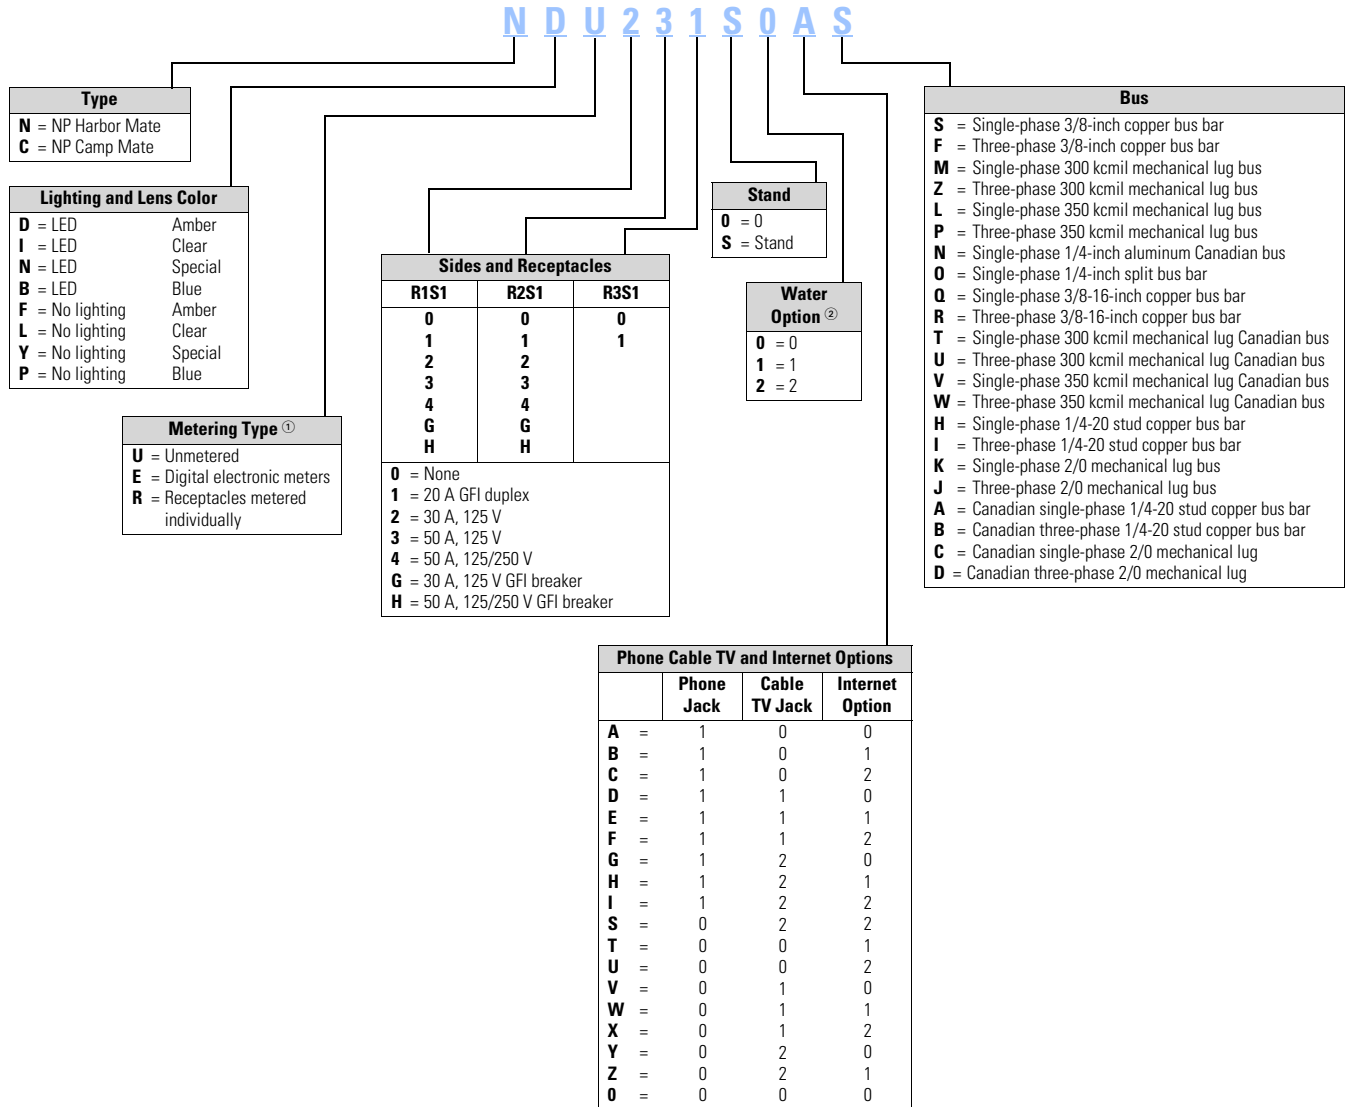 N D U 2 3 1 S 0 A S
Type
N = NP Harbor Mate
C = NP Camp Mate
Lighting and Lens Color
D = LED Amber
I = LED Clear
N = LED Special
B = LED Blue
F = No lighting Amber
L = No lighting Clear
Y = No lighting Special
P = No lighting Blue
Metering Type ①
U = Unmetered
E = Digital electronic meters
R = Receptacles metered
individually
Sides and Receptacles
R1S1 R2S1 R3S1
0 0 0
1 1 1
2 2
3 3
4 4
G G
H H
0 = None
1 = 20 A GFI duplex
2 = 30 A, 125 V
3 = 50 A, 125 V
4 = 50 A, 125/250 V
G = 30 A, 125 V GFI breaker
H = 50 A, 125/250 V GFI breaker
Stand
0 = 0
S = Stand
Water
Option ②
0 = 0
1 = 1
2 = 2
Bus
S = Single-phase 3/8-inch copper bus bar
F = Three-phase 3/8-inch copper bus bar
M = Single-phase 300 kcmil mechanical lug bus
Z = Three-phase 300 kcmil mechanical lug bus
L = Single-phase 350 kcmil mechanical lug bus
P = Three-phase 350 kcmil mechanical lug bus
N = Single-phase 1/4-inch aluminum Canadian bus
O = Single-phase 1/4-inch split bus bar
Q = Single-phase 3/8-16-inch copper bus bar
R = Three-phase 3/8-16-inch copper bus bar
T = Single-phase 300 kcmil mechanical lug Canadian bus
U = Three-phase 300 kcmil mechanical lug Canadian bus
V = Single-phase 350 kcmil mechanical lug Canadian bus
W = Three-phase 350 kcmil mechanical lug Canadian bus
H = Single-phase 1/4-20 stud copper bus bar
I = Three-phase 1/4-20 stud copper bus bar
K = Single-phase 2/0 mechanical lug bus
J = Three-phase 2/0 mechanical lug bus
A = Canadian single-phase 1/4-20 stud copper bus bar
B = Canadian three-phase 1/4-20 stud copper bus bar
C = Canadian single-phase 2/0 mechanical lug
D = Canadian three-phase 2/0 mechanical lug
Phone Cable TV and Internet Options
Phone Cable Internet
Jack TV Jack Option
A = 1 0 0
B = 1 0 1
C = 1 0 2
D = 1 1 0
E = 1 1 1
F = 1 1 2
G = 1 2 0
H = 1 2 1
I = 1 2 2
S = 0 2 2
T = 0 0 1
U = 0 0 2
V = 0 1 0
W = 0 1 1
X = 0 1 2
Y = 0 2 0
Z = 0 2 1
0 = 0 0 0